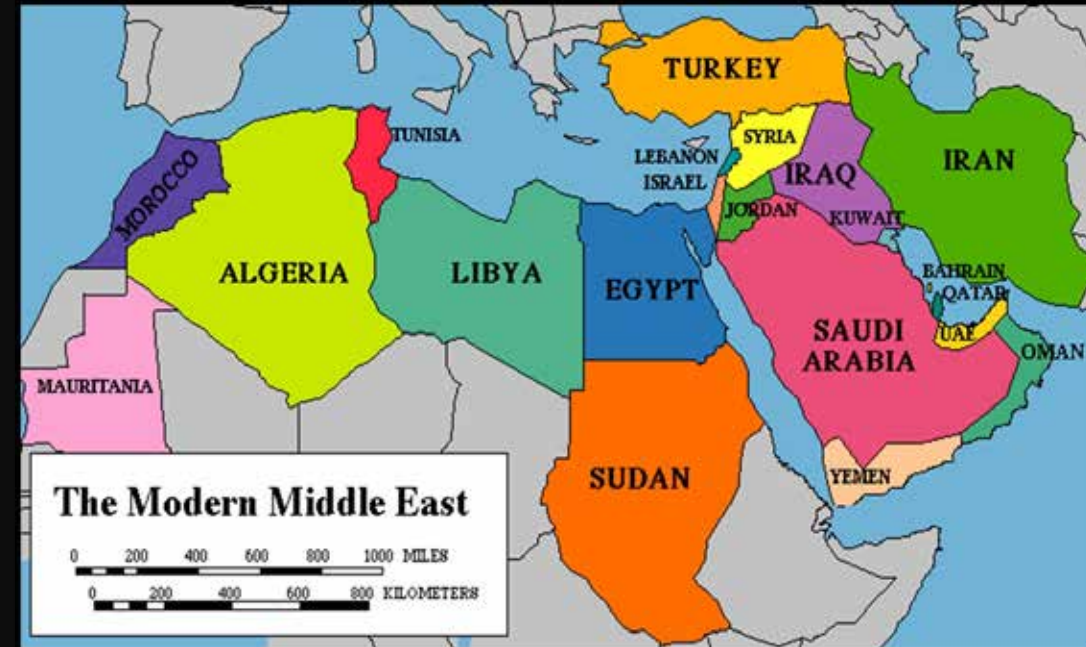 TURKEY
TUNISIA
SYRIA
LEBANON
ISRAEL
IRAQ
IRAN
MOROCCO
JORDAN
KUWAIT
ALGERIA
LIBYA
EGYPT
BAHRAIN
QATAR
SAUDI
ARABIA
UAE
OMAN
MAURITANIA
SUDAN
YEMEN
The Modern Middle East
0 200 400 600 800 1000 MILES
0 200 400 600 800 KILOMETERS